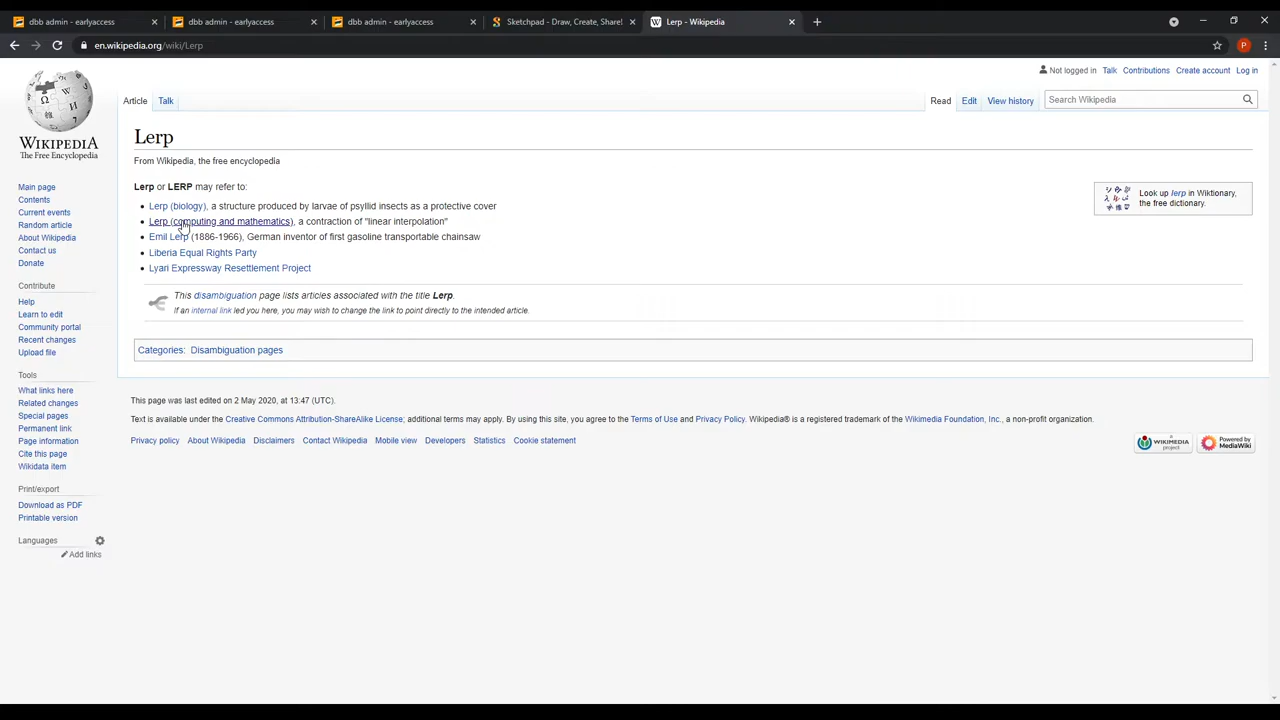 dbb admin - earlyaccess
dbb admin - earlyaccess
dbb admin - earlyaccess
Sketchpad - Draw, Create, Share!
Lerp - Wikipedia
en.wikipedia.org/wiki/Lerp
P
Not logged in Talk Contributions Create account Log in
Article Talk
Read Edit View history
Search Wikipedia
WIKIPEDIA
The Free Encyclopedia
Main page
Contents
Current events
Random article
About Wikipedia
Contact us
Donate
Contribute
Help
Learn to edit
Community portal
Recent changes
Upload file
Tools
What links here
Related changes
Special pages
Permanent link
Page information
Cite this page
Wikidata item
Print/export
Download as PDF
Printable version
Languages
Add links
Lerp
From Wikipedia, the free encyclopedia
Lerp or LERP may refer to:
Lerp (biology), a structure produced by larvae of psyllid insects as a protective cover
Lerp (computing and mathematics), a contraction of "linear interpolation"
Emil Lerp (1886-1966), German inventor of first gasoline transportable chainsaw
Liberia Equal Rights Party
Lyari Expressway Resettlement Project
Look up lerp in Wiktionary,
the free dictionary.
This disambiguation page lists articles associated with the title Lerp.
If an internal link led you here, you may wish to change the link to point directly to the intended article.
Categories: Disambiguation pages
This page was last edited on 2 May 2020, at 13:47 (UTC).
Text is available under the Creative Commons Attribution-ShareAlike License; additional terms may apply. By using this site, you agree to the Terms of Use and Privacy Policy. Wikipedia® is a registered trademark of the Wikimedia Foundation, Inc., a non-profit organization.
Privacy policy About Wikipedia Disclaimers Contact Wikipedia Mobile view Developers Statistics Cookie statement
A WIKIMEDIA
project
Powered by
MediaWiki